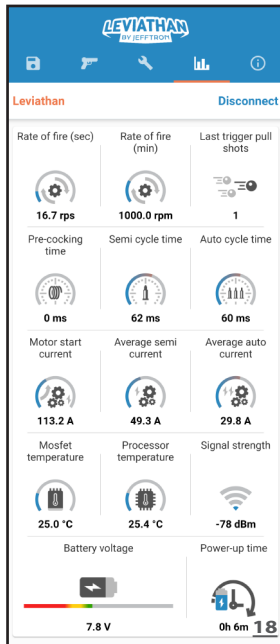 LEVIATHAN
BY JEFFTRON
Leviathan Disconnect
Rate of fire (sec) Rate of fire (min) Last trigger pull shots
16.7 rps 1000.0 rpm 1
Pre-cocking time Semi cycle time Auto cycle time
0 ms 62 ms 60 ms
Motor start current Average semi current Average auto current
113.2 A 49.3 A 29.8 A
Mosfet temperature Processor temperature Signal strength
25.0 °C 25.4 °C -78 dBm
Battery voltage Power-up time
7.8 V 0h 6m 18